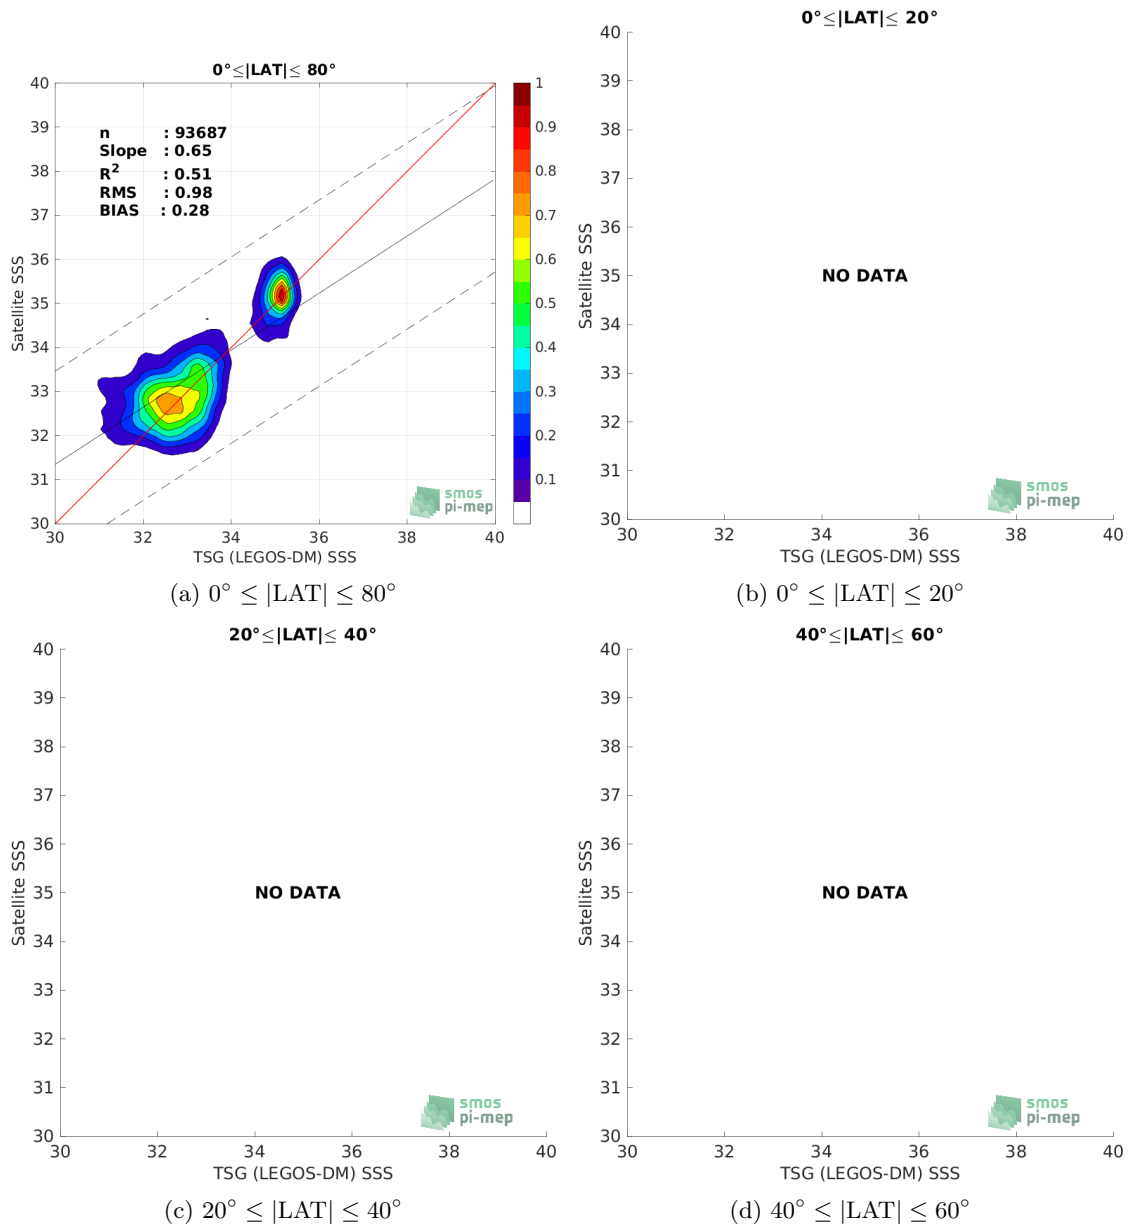 0°≤|LAT|≤ 80°
40
39
38
37
36
35
34
33
32
31
30
Satellite SSS
n : 93687
Slope : 0.65
R² : 0.51
RMS : 0.98
BIAS : 0.28
1
0.9
0.8
0.7
0.6
0.5
0.4
0.3
0.2
0.1
smos
pi-mep
30 32 34 36 38 40
TSG (LEGOS-DM) SSS
(a) 0° ≤ |LAT| ≤ 80°
0°≤|LAT|≤ 20°
40
39
38
37
36
35
34
33
32
31
30
Satellite SSS
NO DATA
smos
pi-mep
30 32 34 36 38 40
TSG (LEGOS-DM) SSS
(b) 0° ≤ |LAT| ≤ 20°
20°≤|LAT|≤ 40°
40
39
38
37
36
35
34
33
32
31
30
Satellite SSS
NO DATA
smos
pi-mep
30 32 34 36 38 40
TSG (LEGOS-DM) SSS
(c) 20° ≤ |LAT| ≤ 40°
40°≤|LAT|≤ 60°
40
39
38
37
36
35
34
33
32
31
30
Satellite SSS
NO DATA
smos
pi-mep
30 32 34 36 38 40
TSG (LEGOS-DM) SSS
(d) 40° ≤ |LAT| ≤ 60°